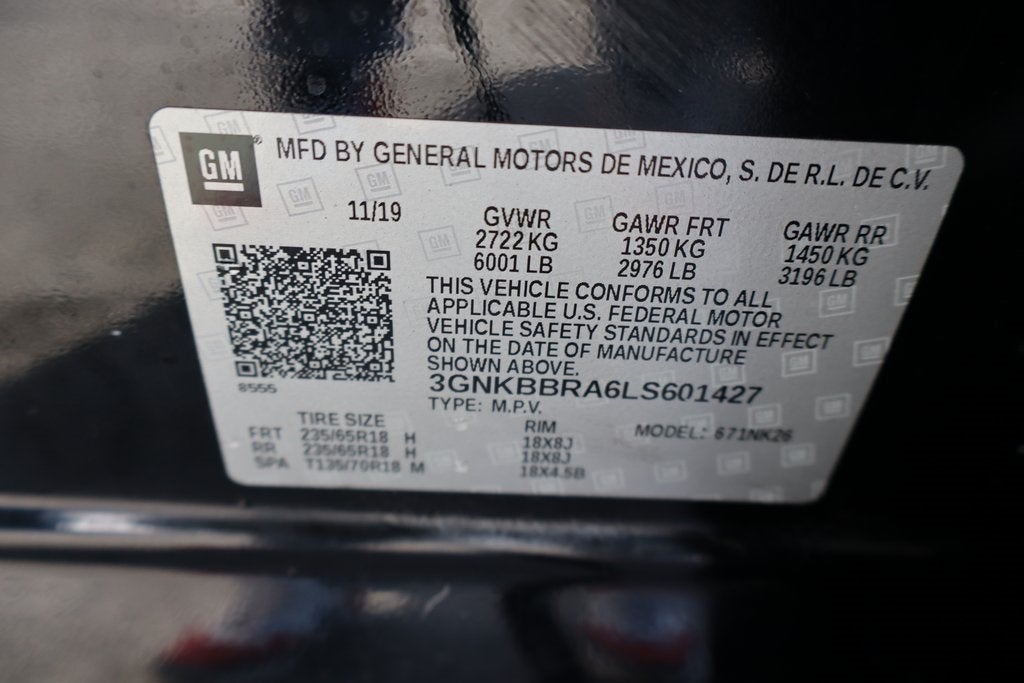 GM
MFD BY GENERAL MOTORS DE MEXICO, S. DE R.L. DE C.V.
11/19 GVWR GAWR FRT GAWR RR
2722 KG 1350 KG 1450 KG
6001 LB 2976 LB 3196 LB
THIS VEHICLE CONFORMS TO ALL
APPLICABLE U.S. FEDERAL MOTOR
VEHICLE SAFETY STANDARDS IN EFFECT
ON THE DATE OF MANUFACTURE
SHOWN ABOVE.
8555
3GNKBBRA6LS601427
TYPE: M.P.V.
TIRE SIZE RIM MODEL: 671NK26
FRT 235/65R18 H 18X8J
RR 235/65R18 H 18X8J
SPA T135/70R18 M 18X4.5B